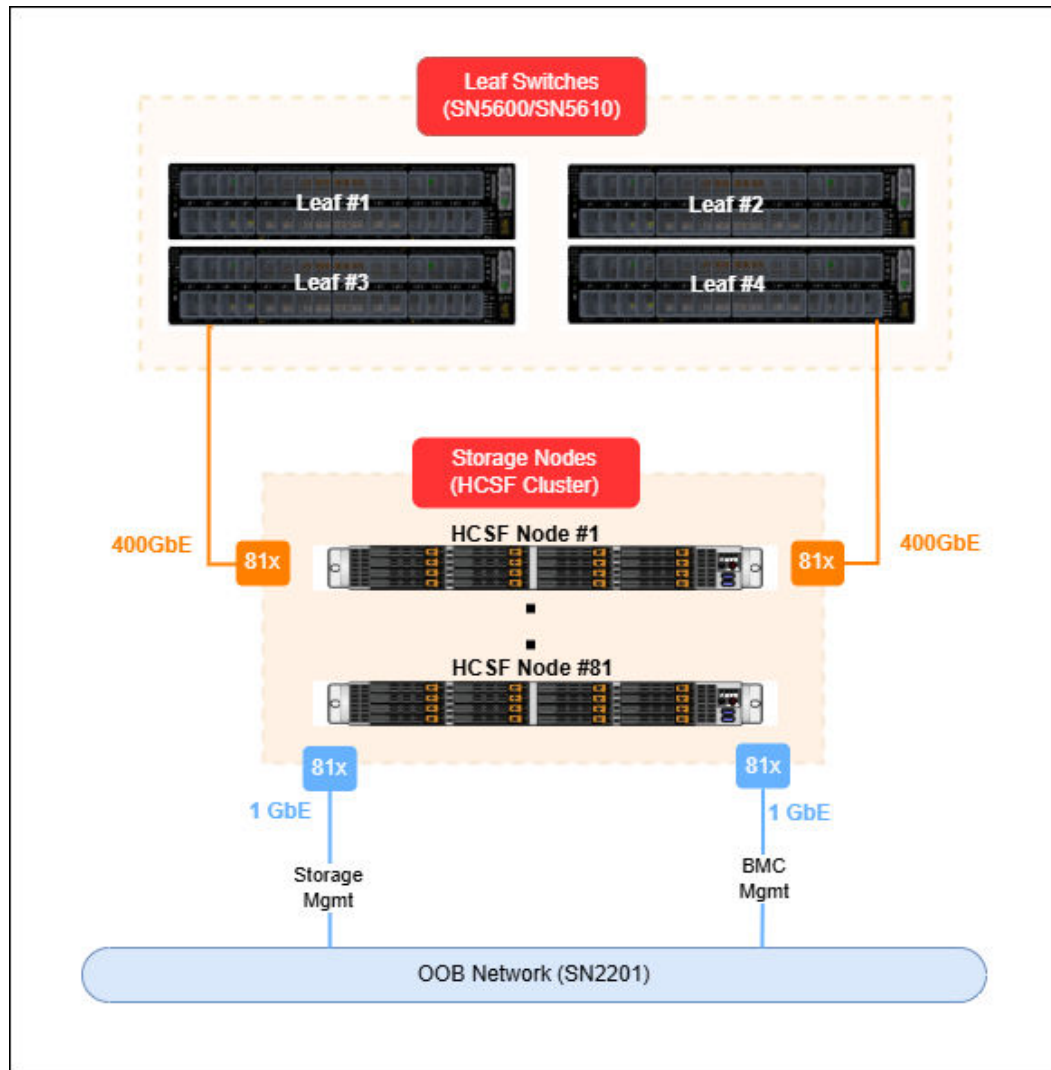 Leaf Switches
(SN5600/SN5610)
Leaf #1
Leaf #2
Leaf #3
Leaf #4
Storage Nodes
(HCSF Cluster)
400GbE
81x
HCSF Node #1
81x
400GbE
HCSF Node #81
81x
81x
1 GbE
1 GbE
Storage
Mgmt
BMC
Mgmt
OOB Network (SN2201)